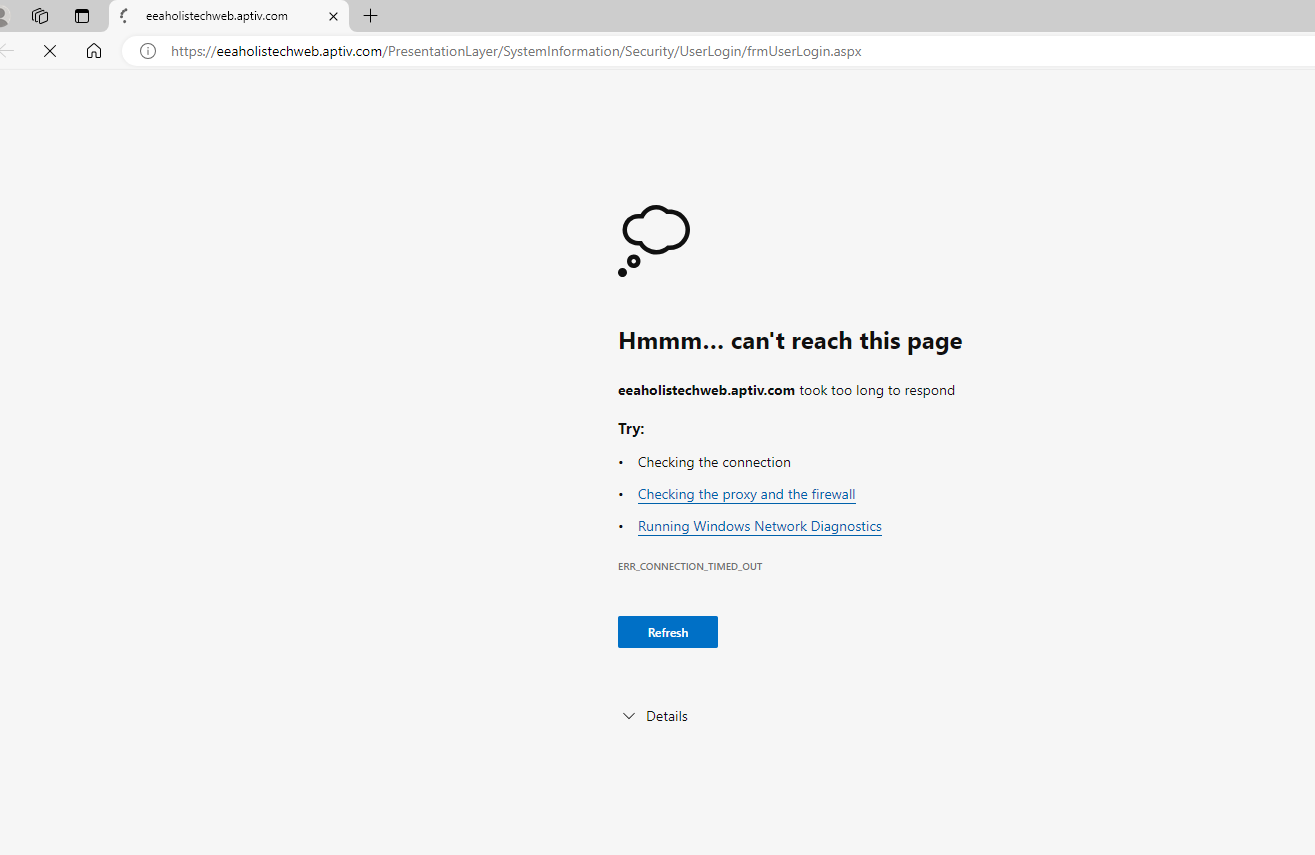 eeaholistechweb.aptiv.com
https://eeaholistechweb.aptiv.com/PresentationLayer/SystemInformation/Security/UserLogin/frmUserLogin.aspx
Hmmm... can't reach this page
eeaholistechweb.aptiv.com took too long to respond
Try:
• Checking the connection
• Checking the proxy and the firewall
• Running Windows Network Diagnostics
ERR_CONNECTION_TIMED_OUT
Refresh
Details